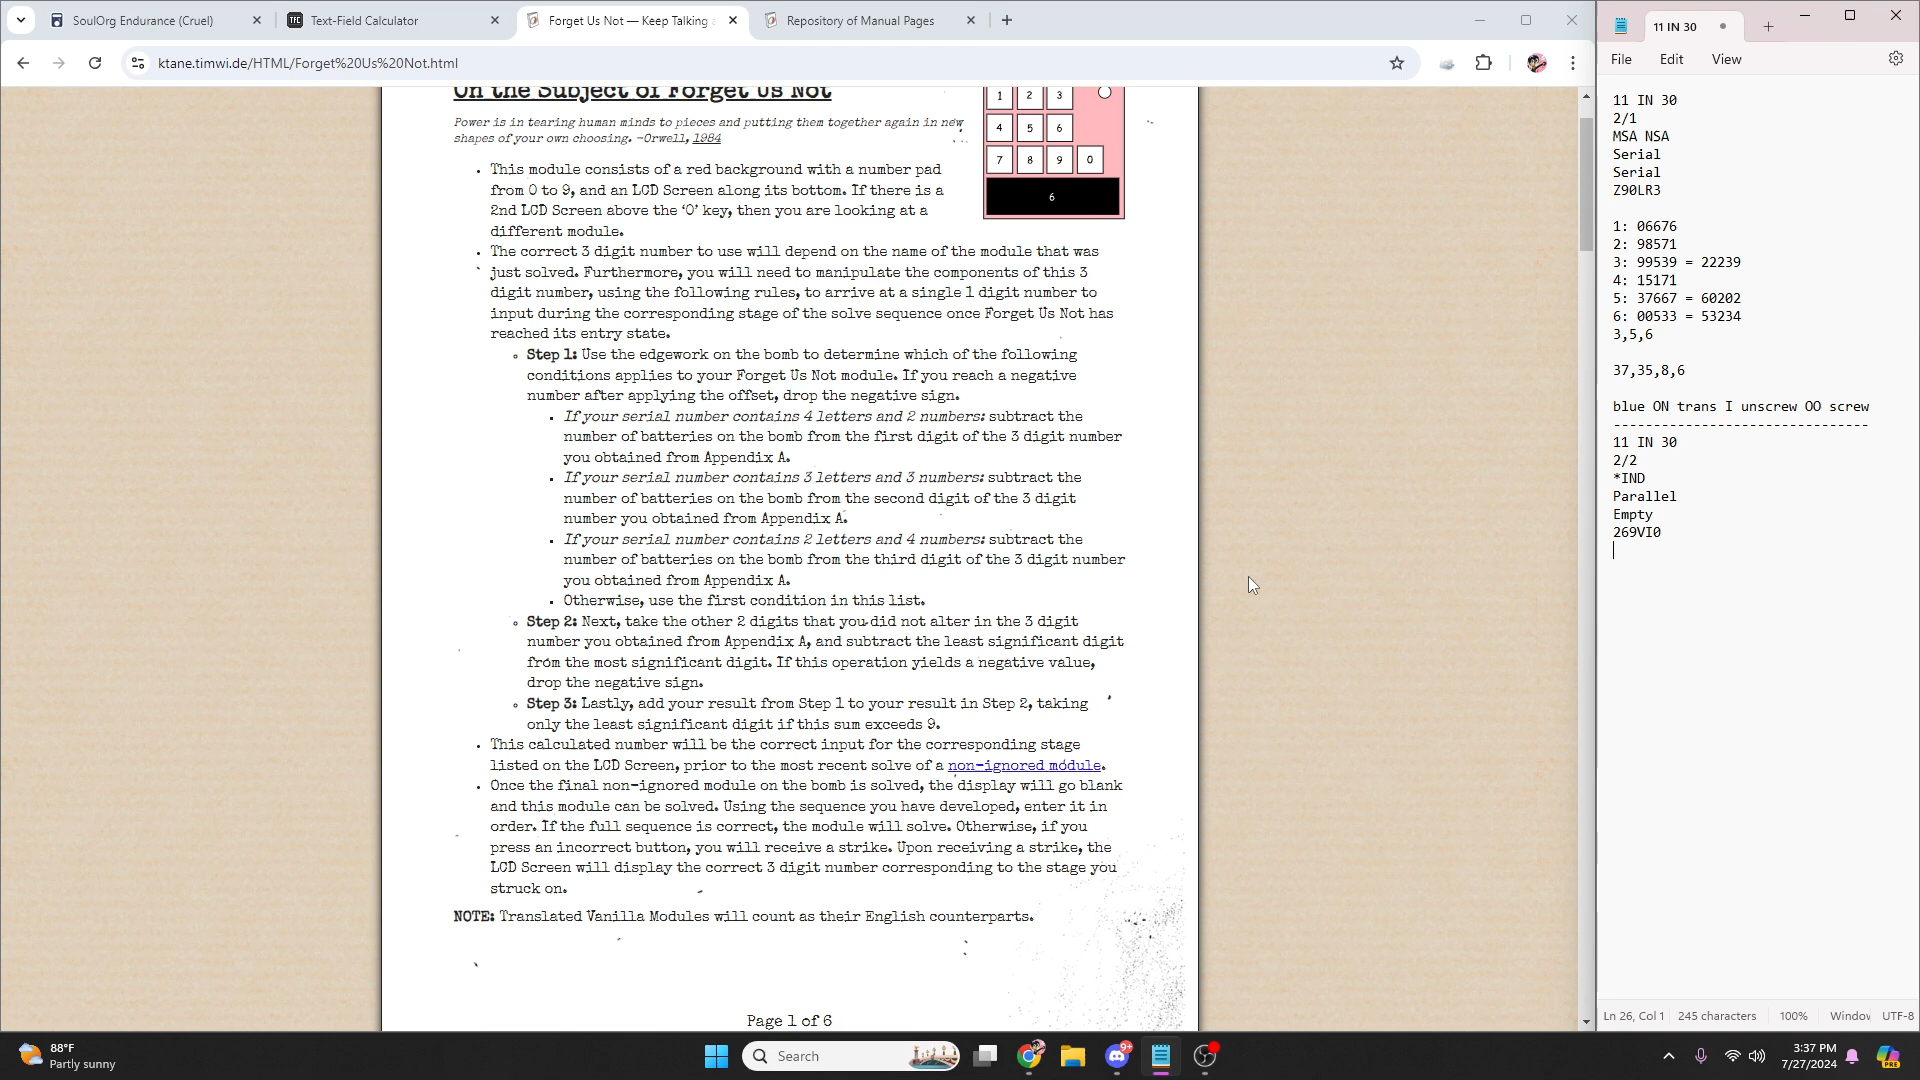 SoulOrg Endurance (Cruel)
TFC
Text-Field Calculator
Forget Us Not — Keep Talking
Repository of Manual Pages
ktane.timwi.de/HTML/Forget%20Us%20Not.html
On the Subject of Forget Us Not
Power is in tearing human minds to pieces and putting them together again in new
shapes of your own choosing. –Orwell, 1984
1 2 3
4 5 6
7 8 9 0
6
This module consists of a red background with a number pad
from 0 to 9, and an LCD Screen along its bottom. If there is a
2nd LCD Screen above the ‘0’ key, then you are looking at a
different module.
The correct 3 digit number to use will depend on the name of the module that was
just solved. Furthermore, you will need to manipulate the components of this 3
digit number, using the following rules, to arrive at a single 1 digit number to
input during the corresponding stage of the solve sequence once Forget Us Not has
reached its entry state.
Step 1: Use the edgework on the bomb to determine which of the following
conditions applies to your Forget Us Not module. If you reach a negative
number after applying the offset, drop the negative sign.
If your serial number contains 4 letters and 2 numbers: subtract the
number of batteries on the bomb from the first digit of the 3 digit number
you obtained from Appendix A.
If your serial number contains 3 letters and 3 numbers: subtract the
number of batteries on the bomb from the second digit of the 3 digit
number you obtained from Appendix A.
If your serial number contains 2 letters and 4 numbers: subtract the
number of batteries on the bomb from the third digit of the 3 digit number
you obtained from Appendix A.
Otherwise, use the first condition in this list.
Step 2: Next, take the other 2 digits that you did not alter in the 3 digit
number you obtained from Appendix A, and subtract the least significant digit
from the most significant digit. If this operation yields a negative value,
drop the negative sign.
Step 3: Lastly, add your result from Step 1 to your result in Step 2, taking
only the least significant digit if this sum exceeds 9.
This calculated number will be the correct input for the corresponding stage
listed on the LCD Screen, prior to the most recent solve of a non-ignored module.
Once the final non-ignored module on the bomb is solved, the display will go blank
and this module can be solved. Using the sequence you have developed, enter it in
order. If the full sequence is correct, the module will solve. Otherwise, if you
press an incorrect button, you will receive a strike. Upon receiving a strike, the
LCD Screen will display the correct 3 digit number corresponding to the stage you
struck on.
NOTE: Translated Vanilla Modules will count as their English counterparts.
Page 1 of 6
11 IN 30
File Edit View
11 IN 30
2/1
MSA NSA
Serial
Serial
Z90LR3
1: 06676
2: 98571
3: 99539 = 22239
4: 15171
5: 37667 = 60202
6: 00533 = 53234
3,5,6
37,35,8,6
blue ON trans I unscrew OO screw
--------------------------------
11 IN 30
2/2
*IND
Parallel
Empty
269VI0
Ln 26, Col 1 245 characters 100% Window UTF-8
88°F
Partly sunny
Search
9+
3:37 PM
7/27/2024
PRE